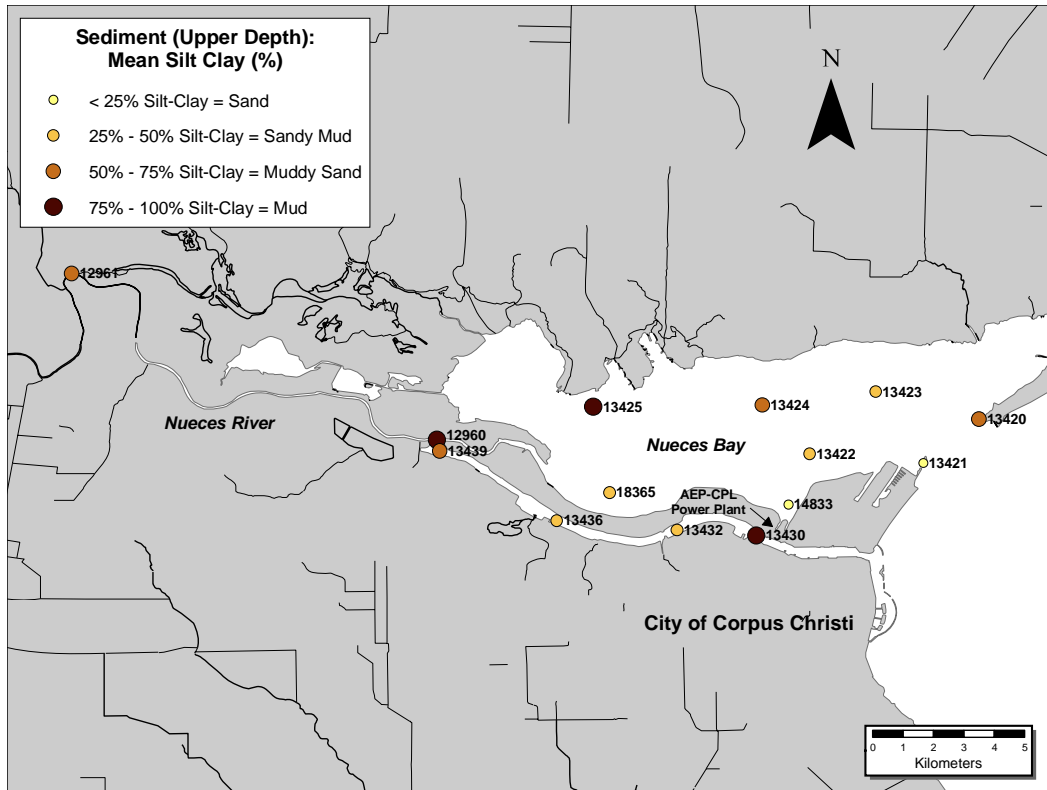 Sediment (Upper Depth):
Mean Silt Clay (%)
< 25% Silt-Clay = Sand
25% - 50% Silt-Clay = Sandy Mud
50% - 75% Silt-Clay = Muddy Sand
75% - 100% Silt-Clay = Mud
N
12961
13423
13425
13424
13420
Nueces River
12960
13439
Nueces Bay
13422
13421
18365
AEP-CPL
Power Plant
14833
13436
13432
13430
City of Corpus Christi
0 1 2 3 4 5
Kilometers